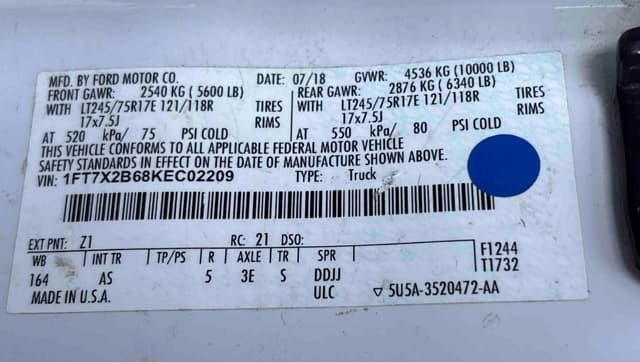 MFD. BY FORD MOTOR CO. DATE: 07/18 GVWR: 4536 KG (10000 LB)
FRONT GAWR: 2540 KG ( 5600 LB) REAR GAWR: 2876 KG ( 6340 LB)
WITH LT245/75R17E 121/118R TIRES WITH LT245/75R17E 121/118R TIRES
17x7.5J RIMS 17x7.5J RIMS
AT 520 kPa/ 75 PSI COLD AT 550 kPa/ 80 PSI COLD
THIS VEHICLE CONFORMS TO ALL APPLICABLE FEDERAL MOTOR VEHICLE
SAFETY STANDARDS IN EFFECT ON THE DATE OF MANUFACTURE SHOWN ABOVE.
VIN: 1FT7X2B68KEC02209 TYPE: Truck
EXT PNT: Z1 RC: 21 DSO:
WB INT TR TP/PS R AXLE TR SPR F1244
164 AS 5 3E S DDJJ T1732
MADE IN U.S.A. ULC ▽ 5U5A-3520472-AA